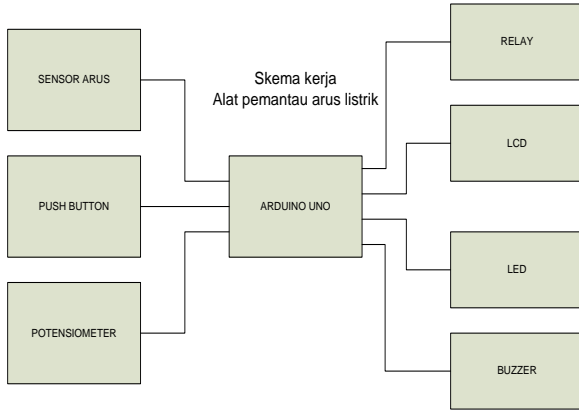 RELAY
SENSOR ARUS
Skema kerja
Alat pemantau arus listrik
LCD
PUSH BUTTON
ARDUINO UNO
LED
POTENSIOMETER
BUZZER